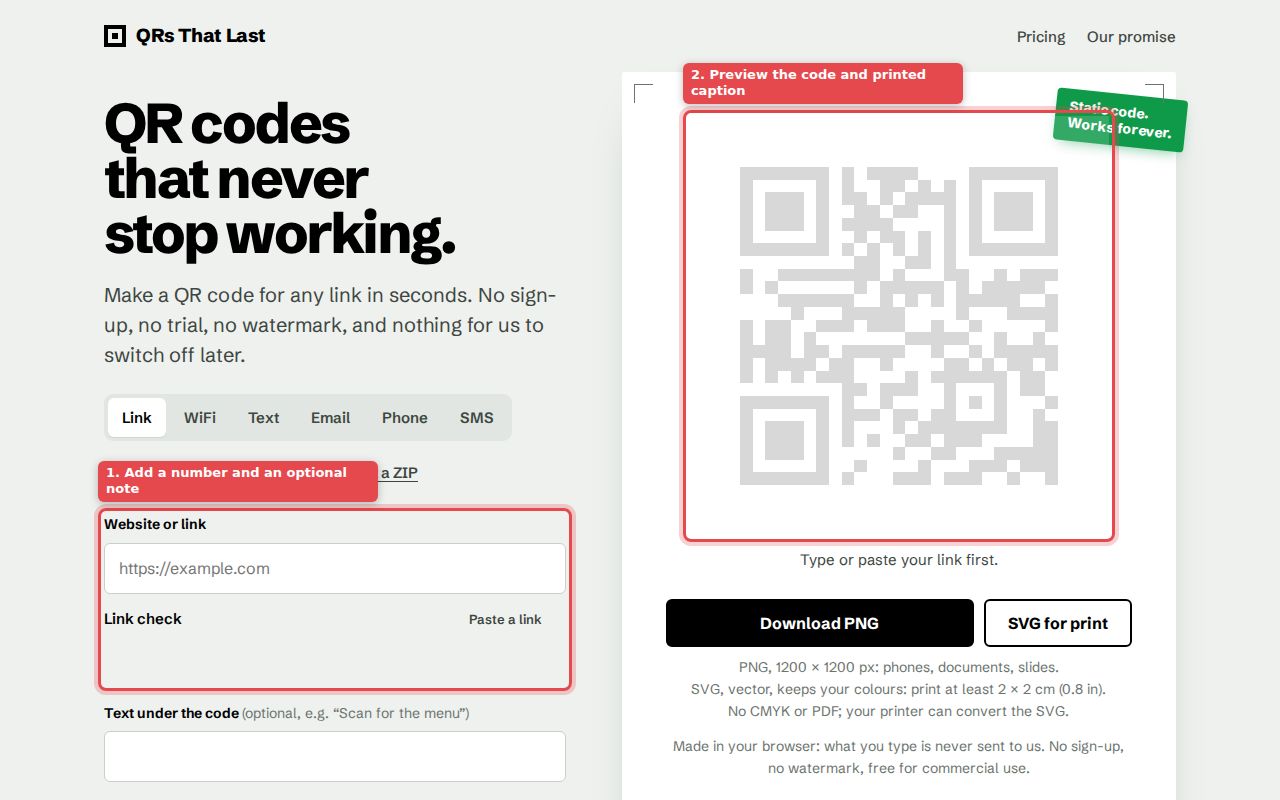 QRs That Last
Pricing
Our promise
2. Preview the code and printed
caption
Static code.
Works forever.
QR codes
that never
stop working.
Make a QR code for any link in seconds. No sign-
up, no trial, no watermark, and nothing for us to
switch off later.
Link
WiFi
Text
Email
Phone
SMS
1. Add a number and an optional
note
a ZIP
Website or link
https://example.com
Link check
Paste a link
Text under the code (optional, e.g. “Scan for the menu”)
Type or paste your link first.
Download PNG
SVG for print
PNG, 1200 × 1200 px: phones, documents, slides.
SVG, vector, keeps your colours: print at least 2 × 2 cm (0.8 in).
No CMYK or PDF; your printer can convert the SVG.
Made in your browser: what you type is never sent to us. No sign-up,
no watermark, free for commercial use.